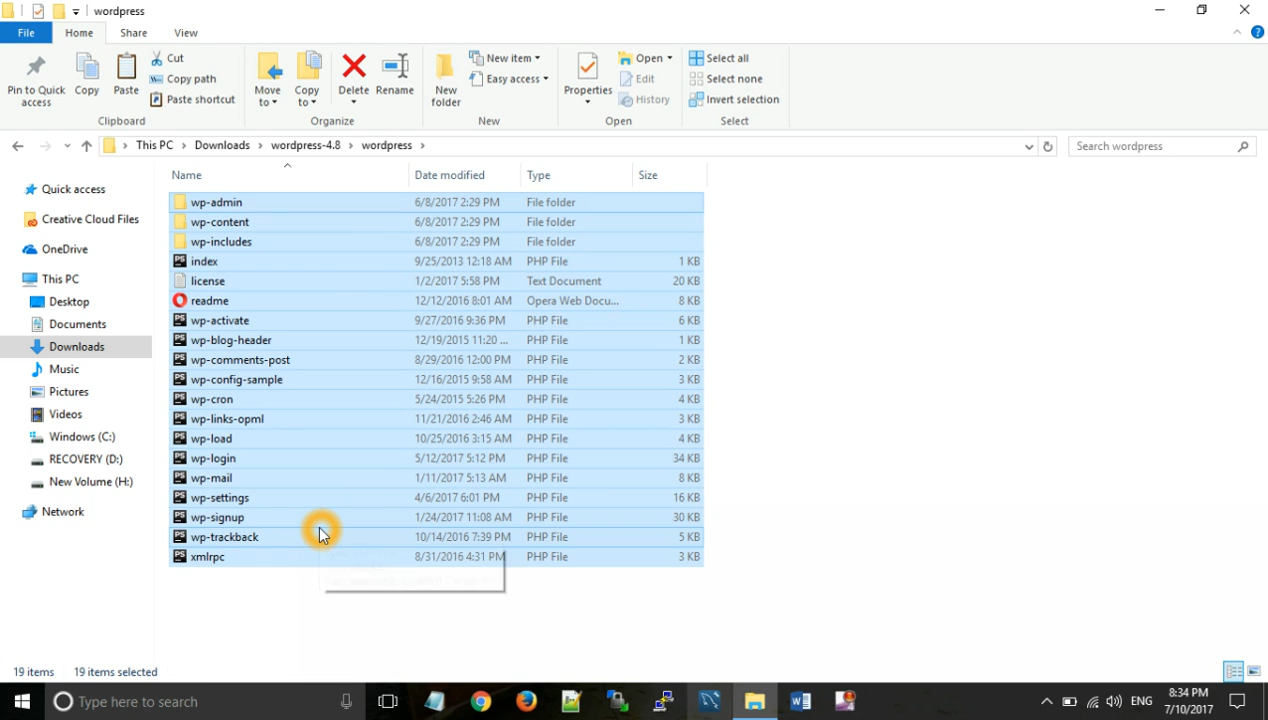 wordpress
File Home Share View
Pin to Quick access
Copy
Paste
Cut
Copy path
Paste shortcut
Clipboard
Move to
Copy to
Delete
Rename
Organize
New folder
New item
Easy access
New
Properties
Open
Edit
History
Open
Select all
Select none
Invert selection
Select
This PC > Downloads > wordpress-4.8 > wordpress >
Search wordpress
Quick access
Creative Cloud Files
OneDrive
This PC
Desktop
Documents
Downloads
Music
Pictures
Videos
Windows (C:)
RECOVERY (D:)
New Volume (H:)
Network
Name Date modified Type Size
wp-admin 6/8/2017 2:29 PM File folder
wp-content 6/8/2017 2:29 PM File folder
wp-includes 6/8/2017 2:29 PM File folder
index 9/25/2013 12:18 AM PHP File 1 KB
license 1/2/2017 5:58 PM Text Document 20 KB
readme 12/12/2016 8:01 AM Opera Web Docu... 8 KB
wp-activate 9/27/2016 9:36 PM PHP File 6 KB
wp-blog-header 12/19/2015 11:20 ... PHP File 1 KB
wp-comments-post 8/29/2016 12:00 PM PHP File 2 KB
wp-config-sample 12/16/2015 9:58 AM PHP File 3 KB
wp-cron 5/24/2015 5:26 PM PHP File 4 KB
wp-links-opml 11/21/2016 2:46 AM PHP File 3 KB
wp-load 10/25/2016 3:15 AM PHP File 4 KB
wp-login 5/12/2017 5:12 PM PHP File 34 KB
wp-mail 1/11/2017 5:13 AM PHP File 8 KB
wp-settings 4/6/2017 6:01 PM PHP File 16 KB
wp-signup 1/24/2017 11:08 AM PHP File 30 KB
wp-trackback 10/14/2016 7:39 PM PHP File 5 KB
xmlrpc 8/31/2016 4:31 PM PHP File 3 KB
19 items 19 items selected
Type here to search
ENG
8:34 PM
7/10/2017